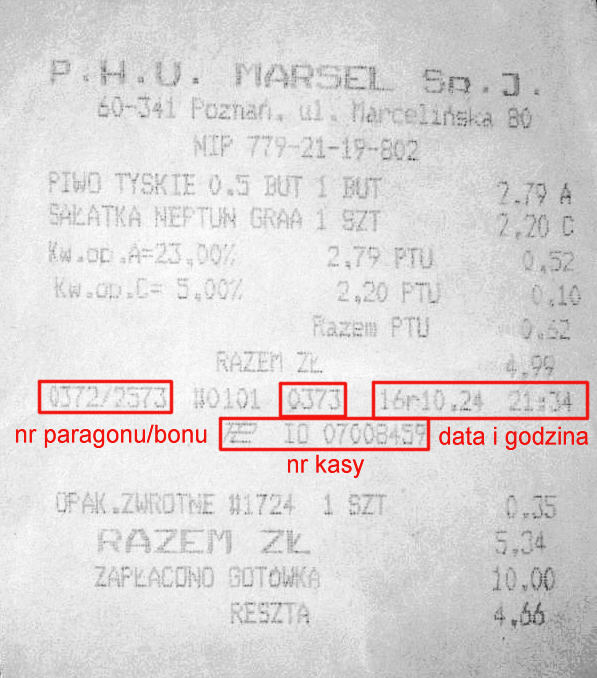 P.H.U. MARSEL Sp.J.
60-341 Poznań, ul. Marcelińska 80
NIP 779-21-19-802
PIWO TYSKIE 0.5 BUT 1 BUT 2,79 A
SAŁATKA NEPTUN GRAA 1 SZT 2,20 C
Kw.op.A=23,00% 2,79 PTU 0,52
Kw.op.C= 5,00% 2,20 PTU 0,10
Razem PTU 0,62
RAZEM ZŁ 4,99
0372/2573 #0101 0373 16r10.24 21:34
nr paragonu/bonu ID 07008459 data i godzina
nr kasy
OPAK.ZWROTNE #1724 1 SZT 0,35
RAZEM ZŁ 5,34
ZAPŁACONO GOTÓWKA 10,00
RESZTA 4,66